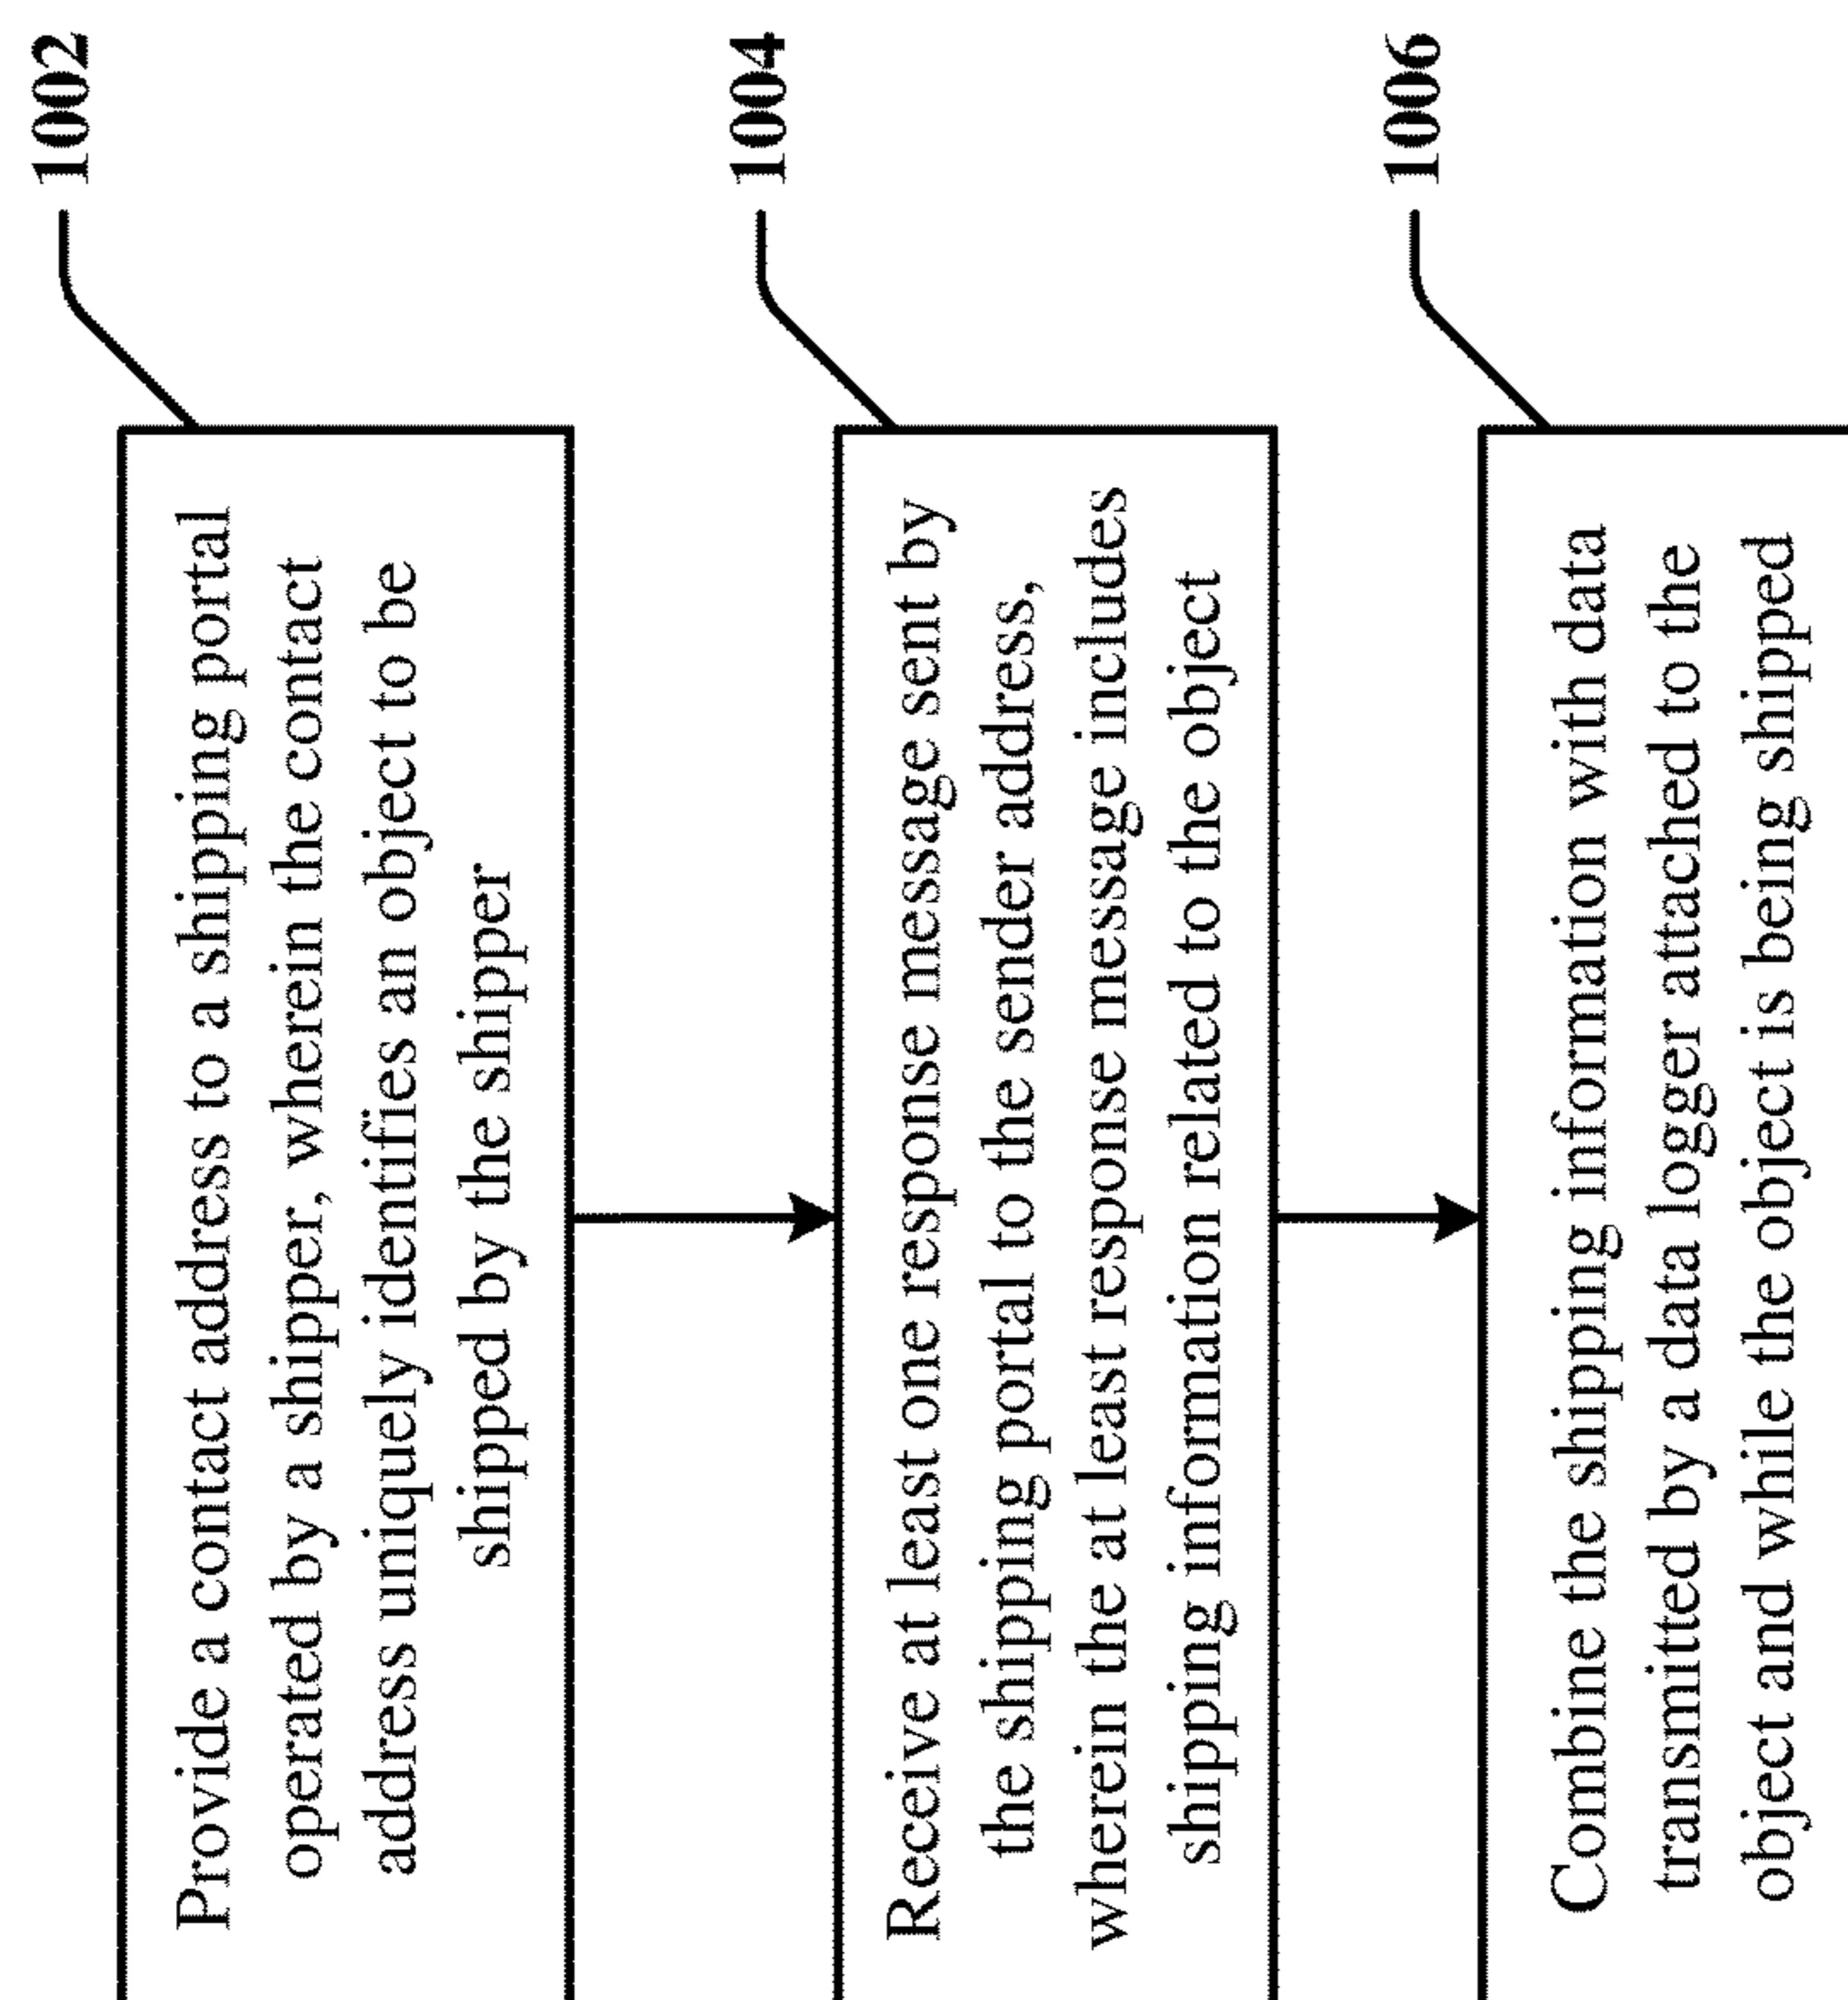 1002
Provide a contact address to a shipping portal
operated by a shipper, wherein the contact
address uniquely identifies an object to be
shipped by the shipper
1004
Receive at least one response message sent by
the shipping portal to the sender address,
wherein the at least response message includes
shipping information related to the object
1006
Combine the shipping information with data
transmitted by a data logger attached to the
object and while the object is being shipped